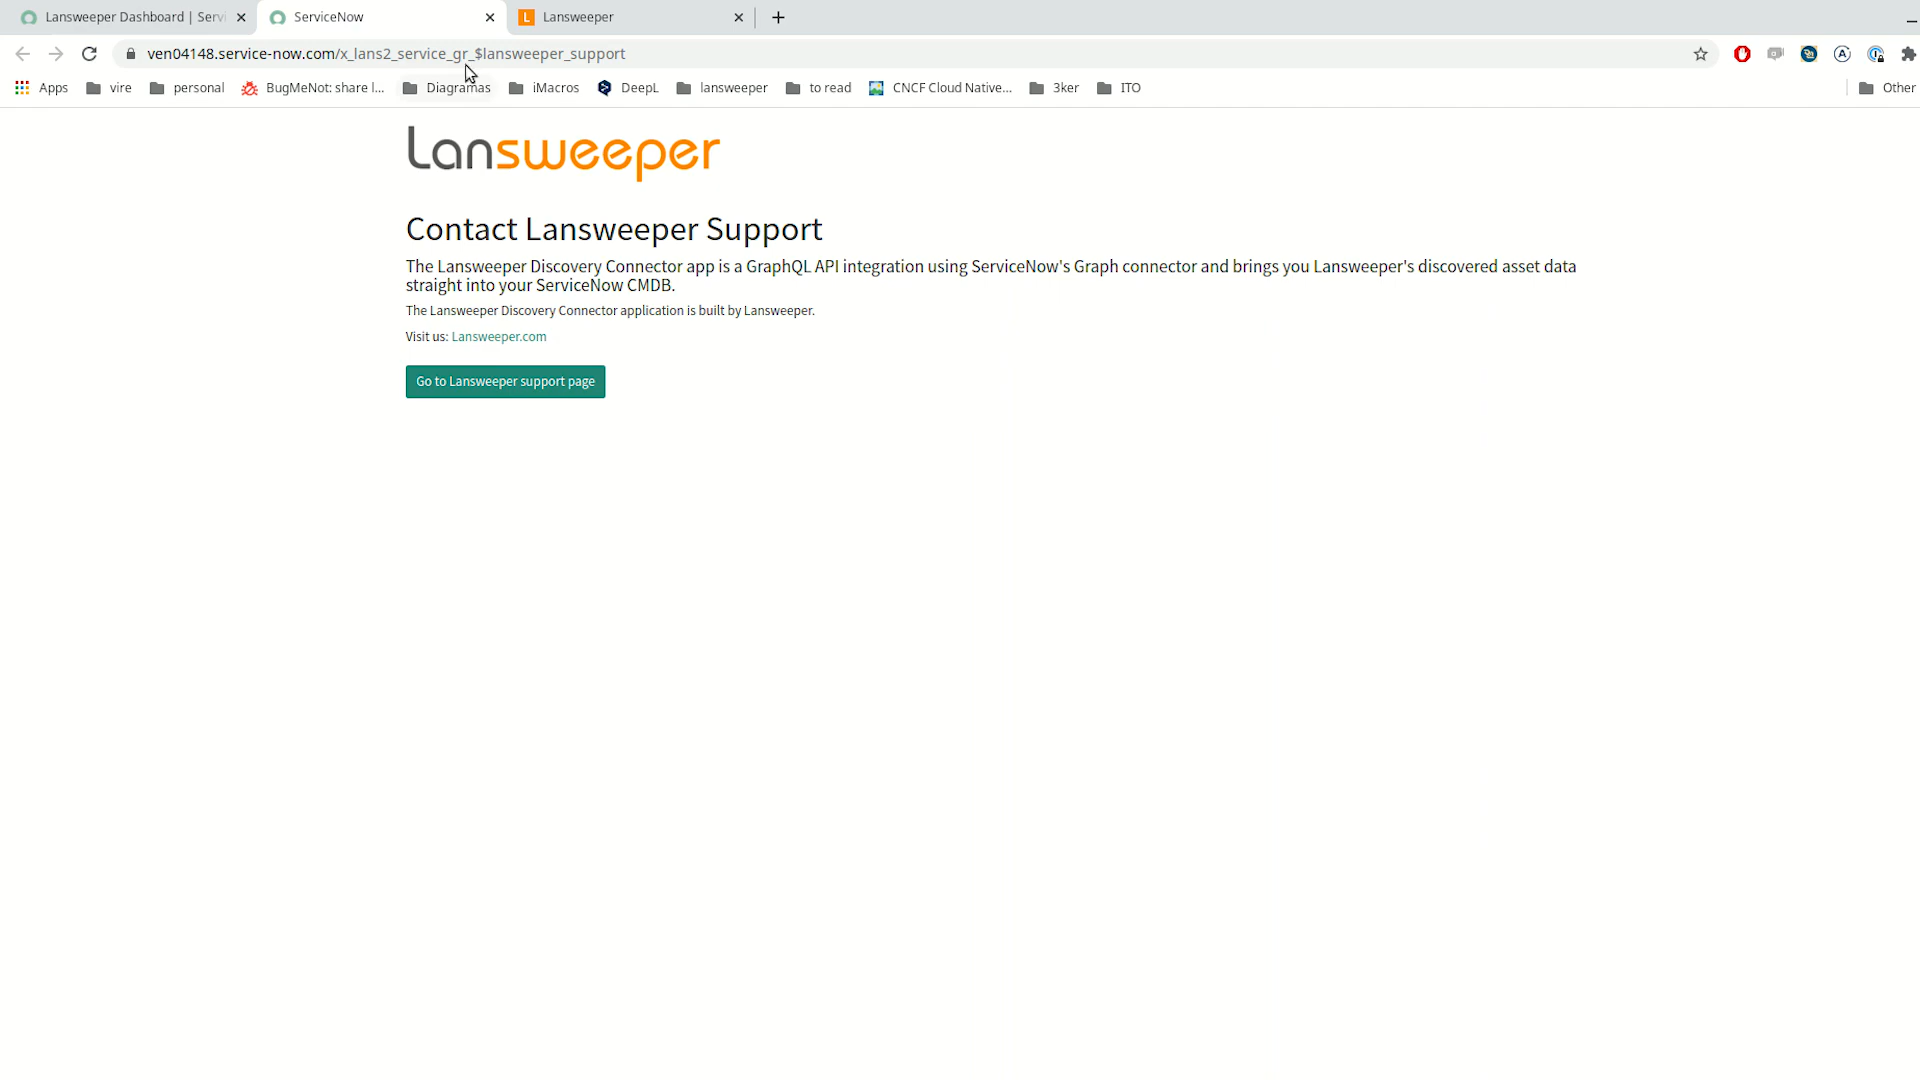 Lansweeper Dashboard | Servi
ServiceNow
Lansweeper
ven04148.service-now.com/x_lans2_service_gr_$lansweeper_support
Apps
vire
personal
BugMeNot: share l...
Diagramas
iMacros
DeepL
lansweeper
to read
CNCF Cloud Native...
3ker
ITO
Other
Lansweeper
Contact Lansweeper Support
The Lansweeper Discovery Connector app is a GraphQL API integration using ServiceNow's Graph connector and brings you Lansweeper's discovered asset data
straight into your ServiceNow CMDB.
The Lansweeper Discovery Connector application is built by Lansweeper.
Visit us: Lansweeper.com
Go to Lansweeper support page